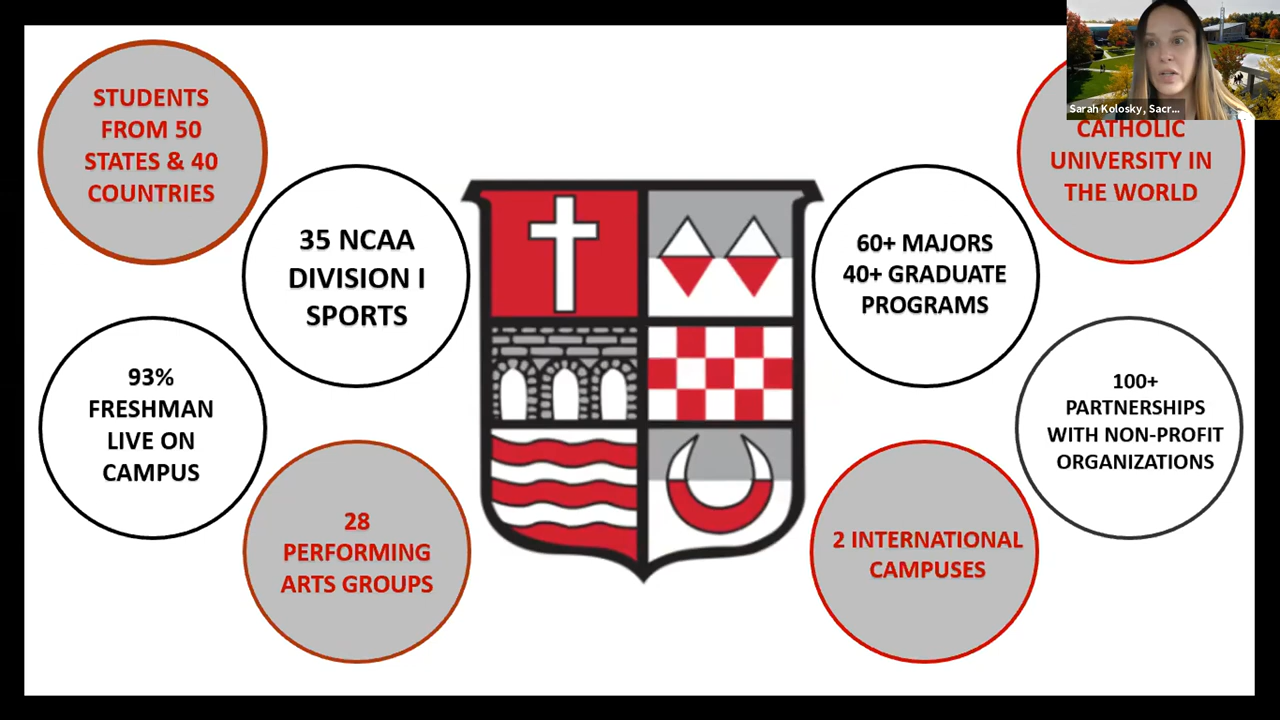 STUDENTS
FROM 50
STATES & 40
COUNTRIES
35 NCAA
DIVISION I
SPORTS
93%
FRESHMAN
LIVE ON
CAMPUS
28
PERFORMING
ARTS GROUPS
60+ MAJORS
40+ GRADUATE
PROGRAMS
Sarah Kolosky, Sacr...
CATHOLIC
UNIVERSITY IN
THE WORLD
100+
PARTNERSHIPS
WITH NON-PROFIT
ORGANIZATIONS
2 INTERNATIONAL
CAMPUSES